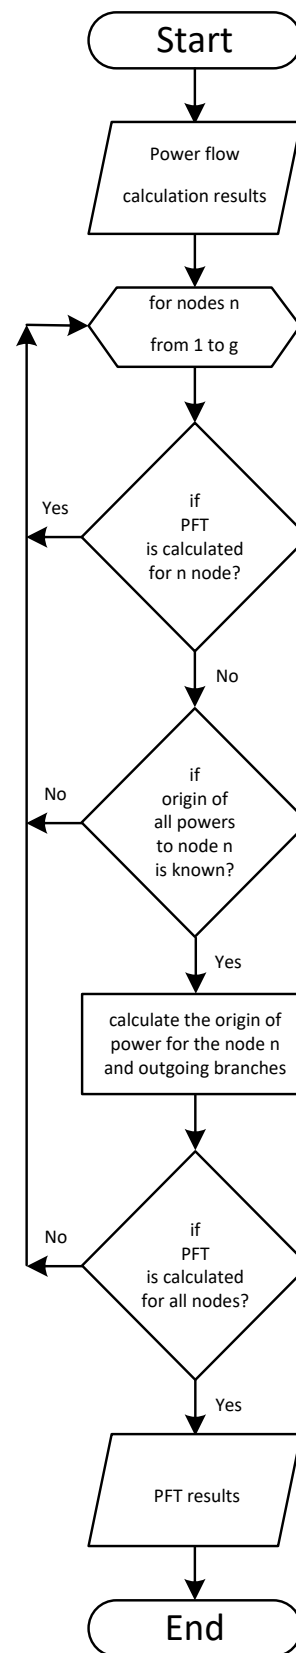 Start
Power flow
calculation results
for nodes n
from 1 to g
Yes
if
PFT
is calculated
for n node?
No
No
if
origin of
all powers
to node n
is known?
Yes
calculate the origin of
power for the node n
and outgoing branches
No
if
PFT
is calculated
for all nodes?
Yes
PFT results
End